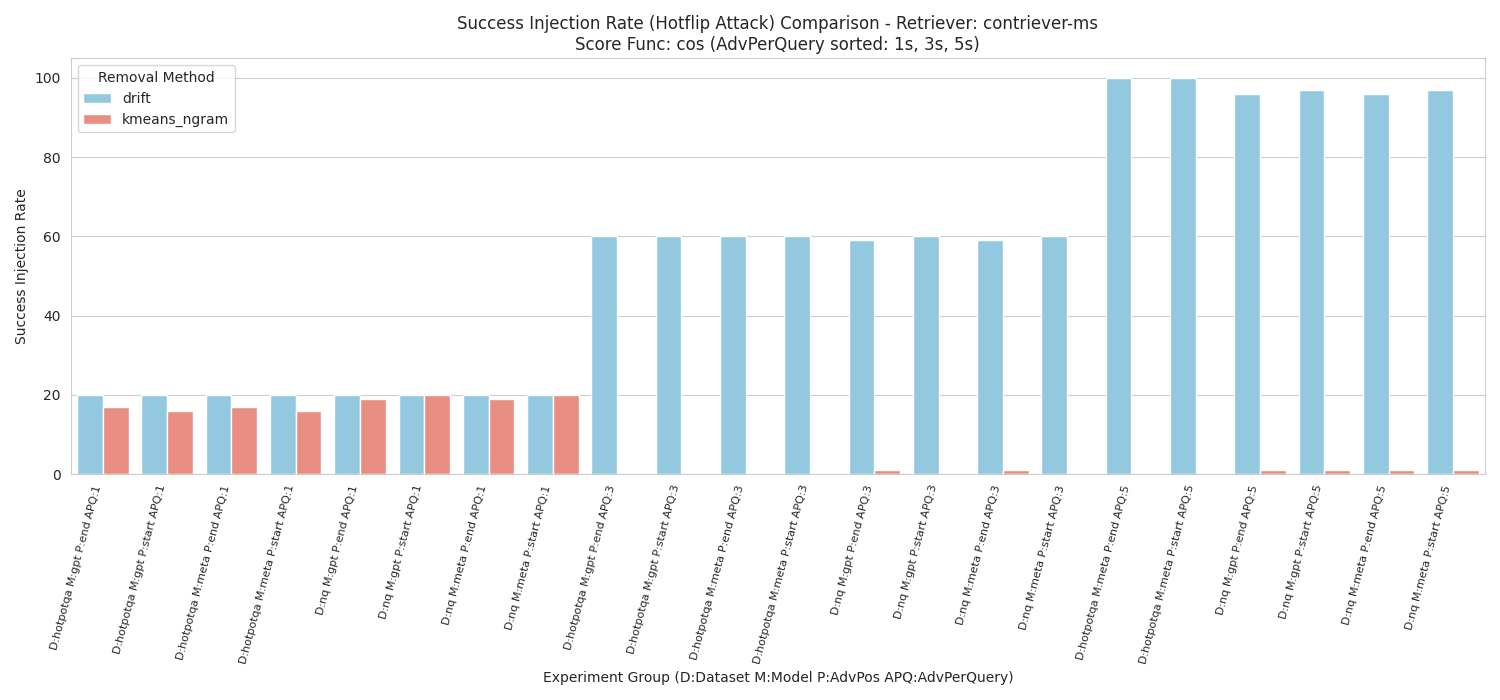 Success Injection Rate (Hotflip Attack) Comparison - Retriever: contriever-ms
Score Func: cos (AdvPerQuery sorted: 1s, 3s, 5s)
Removal Method
drift
kmeans_ngram
Success Injection Rate
100
80
60
40
20
0
D:hotpotqa M:gpt P:end APQ:1
D:hotpotqa M:gpt P:start APQ:1
D:hotpotqa M:meta P:end APQ:1
D:hotpotqa M:meta P:start APQ:1
D:nq M:gpt P:end APQ:1
D:nq M:gpt P:start APQ:1
D:nq M:meta P:end APQ:1
D:nq M:meta P:start APQ:1
D:hotpotqa M:gpt P:end APQ:3
D:hotpotqa M:gpt P:start APQ:3
D:hotpotqa M:meta P:end APQ:3
D:hotpotqa M:meta P:start APQ:3
D:nq M:gpt P:end APQ:3
D:nq M:gpt P:start APQ:3
D:nq M:meta P:end APQ:3
D:nq M:meta P:start APQ:3
D:hotpotqa M:meta P:end APQ:5
D:hotpotqa M:meta P:start APQ:5
D:nq M:gpt P:end APQ:5
D:nq M:gpt P:start APQ:5
D:nq M:meta P:end APQ:5
D:nq M:meta P:start APQ:5
Experiment Group (D:Dataset M:Model P:AdvPos APQ:AdvPerQuery)